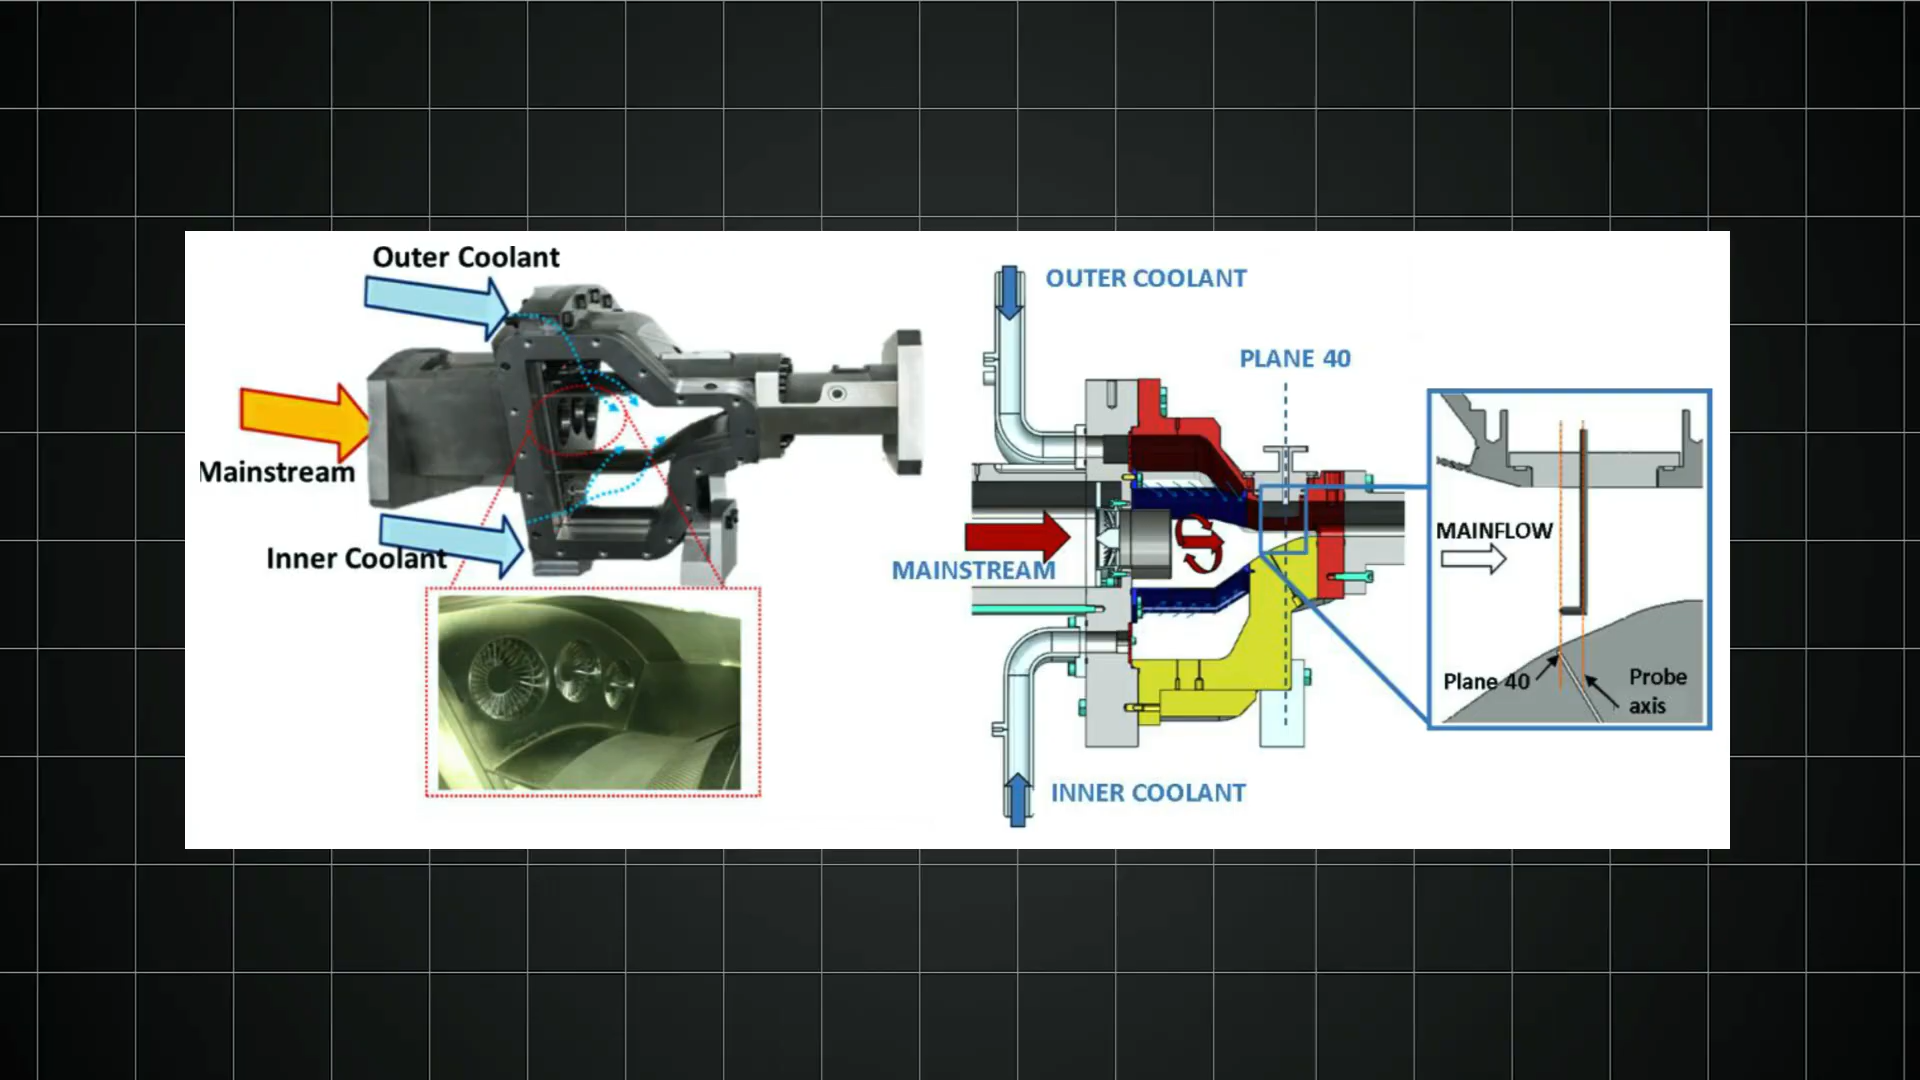 Outer Coolant
Mainstream
Inner Coolant
OUTER COOLANT
PLANE 40
MAINSTREAM
INNER COOLANT
MAINFLOW
Plane 40
Probe
axis